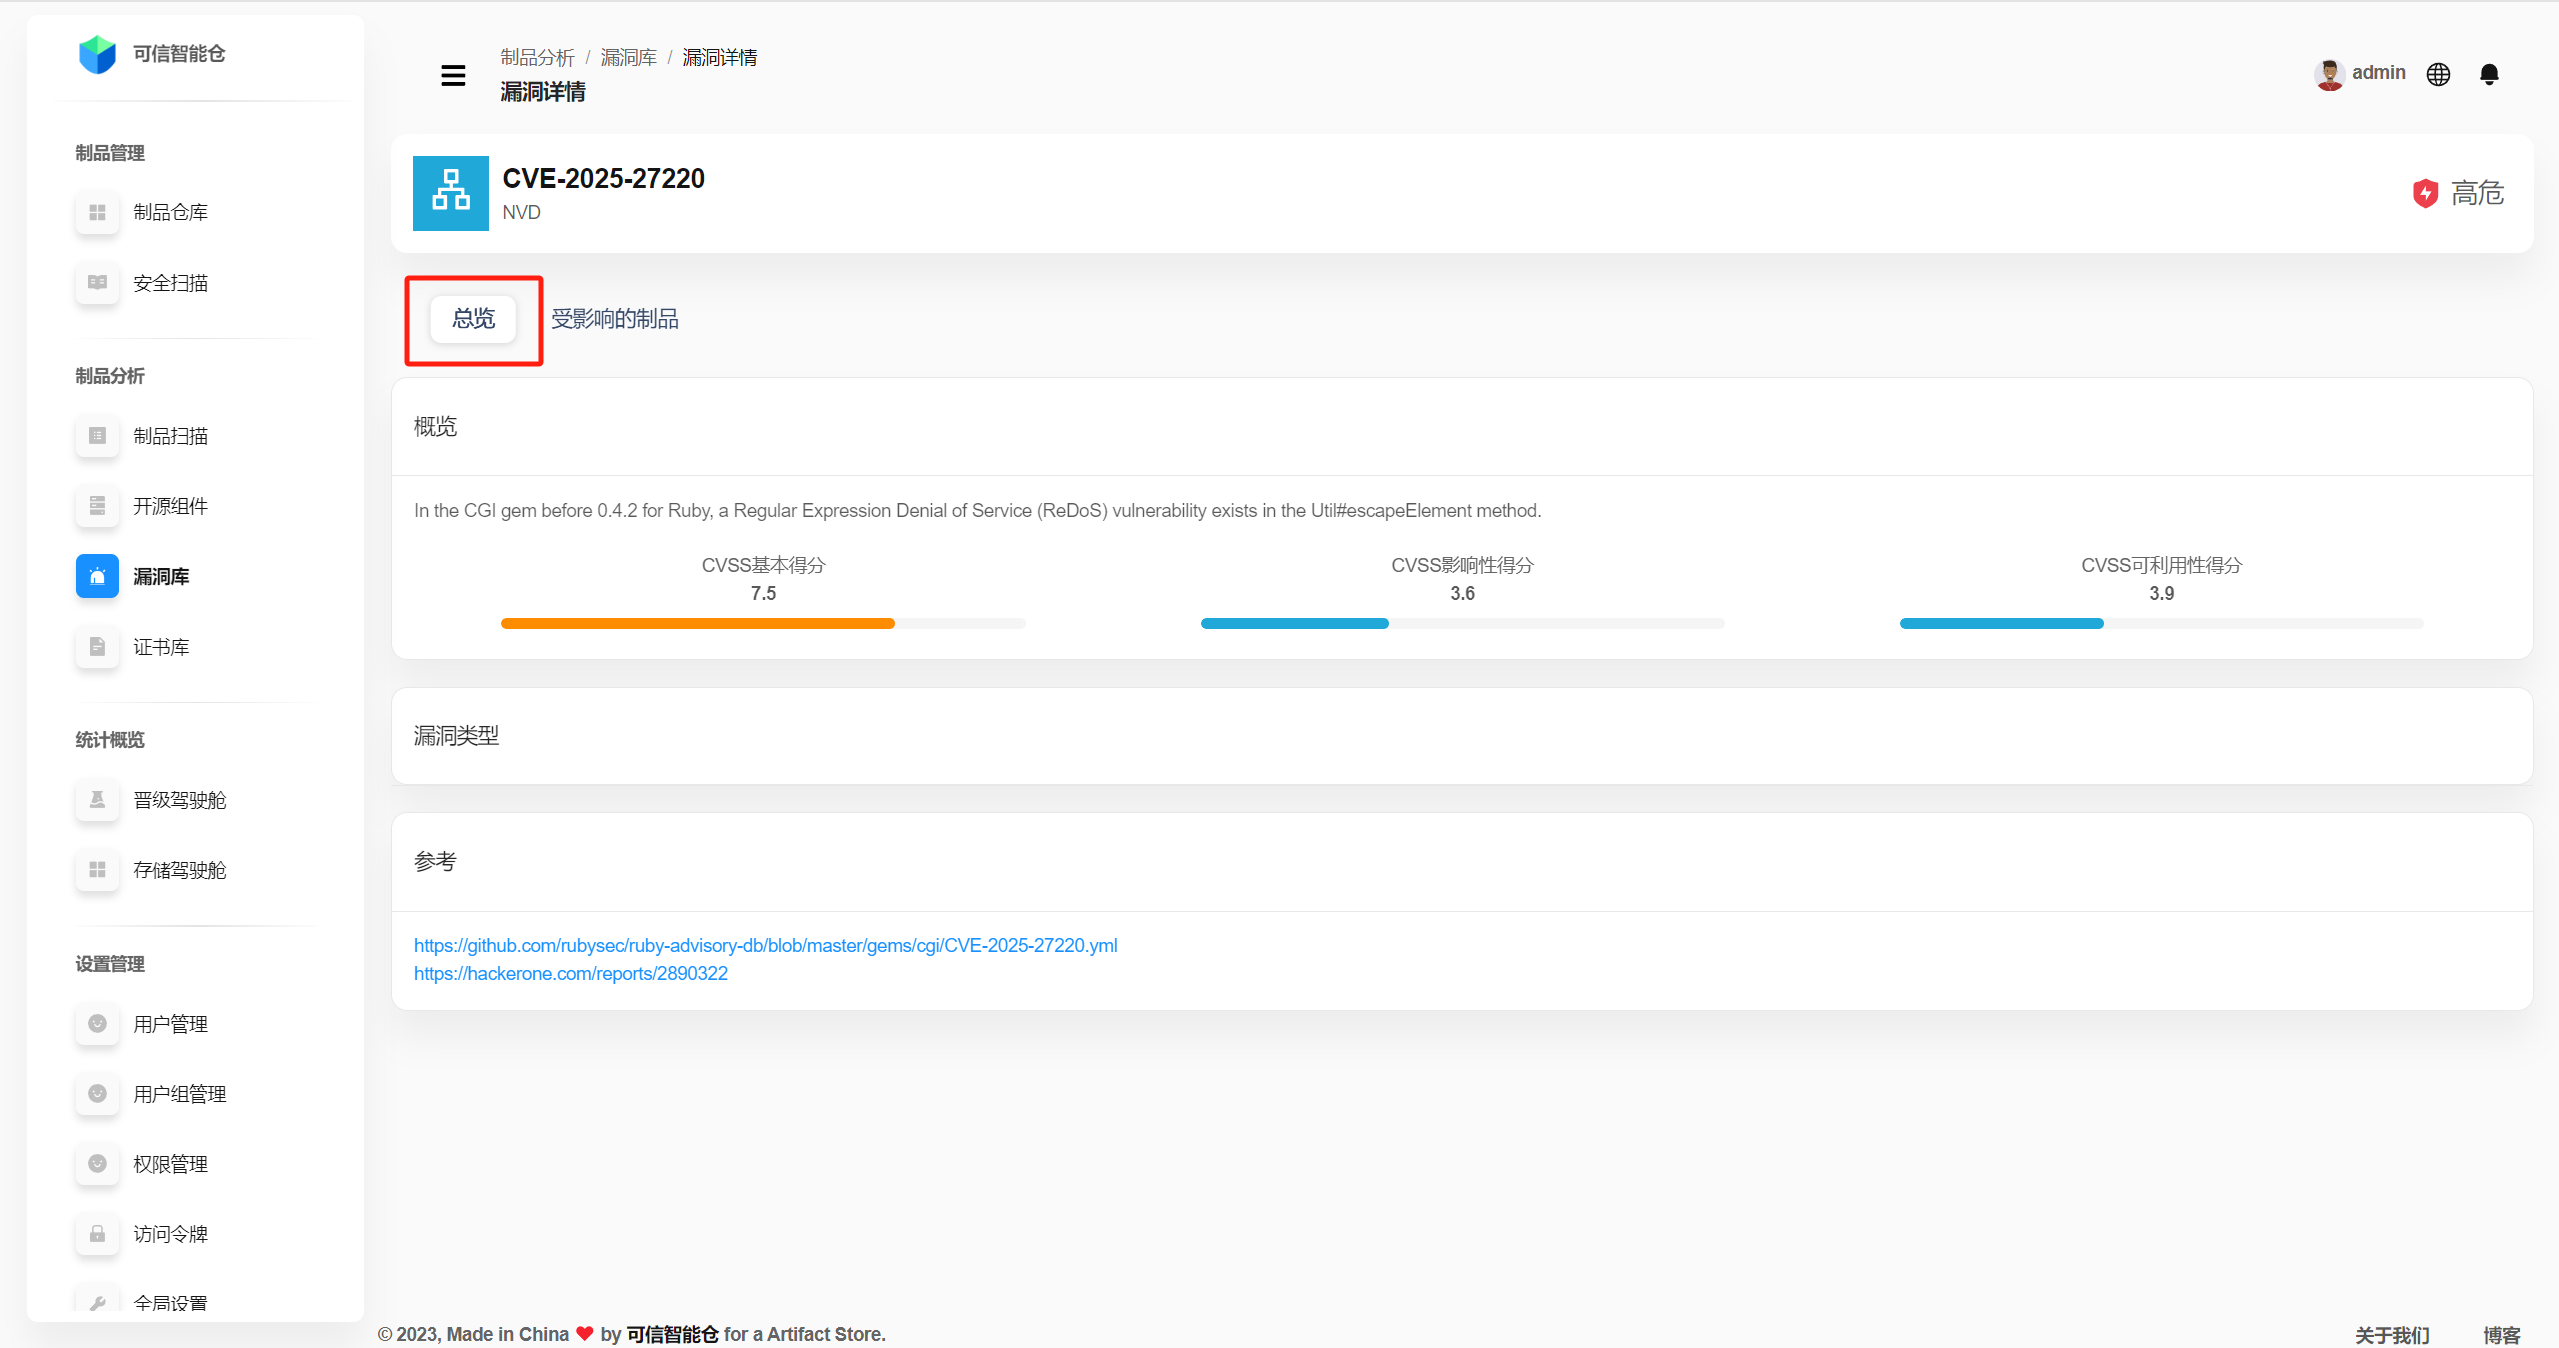 可信智能仓
制品管理
制品仓库
安全扫描
制品分析
制品扫描
开源组件
漏洞库
证书库
统计概览
晋级驾驶舱
存储驾驶舱
设置管理
用户管理
用户组管理
权限管理
访问令牌
全局设置
制品分析 / 漏洞库 / 漏洞详情
漏洞详情
admin
CVE-2025-27220
NVD
高危
总览 受影响的制品
概览
In the CGI gem before 0.4.2 for Ruby, a Regular Expression Denial of Service (ReDoS) vulnerability exists in the Util#escapeElement method.
CVSS基本得分
7.5
CVSS影响性得分
3.6
CVSS可利用性得分
3.9
漏洞类型
参考
https://github.com/rubysec/ruby-advisory-db/blob/master/gems/cgi/CVE-2025-27220.yml
https://hackerone.com/reports/2890322
© 2023, Made in China ❤ by 可信智能仓 for a Artifact Store.
关于我们 博客